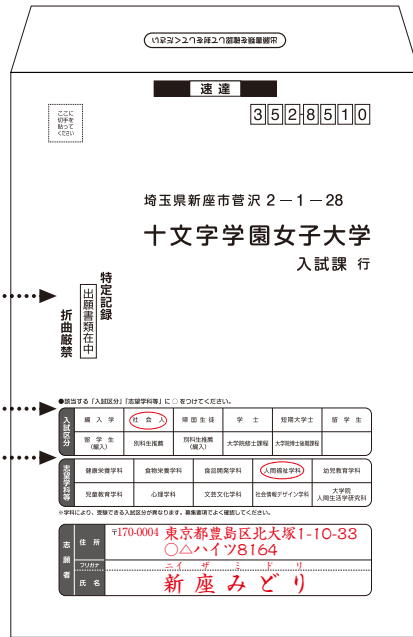 出願書類を確認して封をしてください
速達
ここに
切手を
貼って
ください
3528510
埼玉県新座市菅沢 2-1-28
十文字学園女子大学
入試課 行
特定記録
出願書類在中
折曲厳禁
●該当する「入試区分」「志望学科等」に○をつけてください。
入試区分
編入学 社会人 帰国生徒 学士 短期大学士 留学生
留学生(編入) 別科生推薦 別科生推薦(編入) 大学院修士課程 大学院博士後期課程
志望学科等
健康栄養学科 食物栄養学科 食品開発学科 人間福祉学科 幼児教育学科
児童教育学科 心理学科 文芸文化学科 社会情報デザイン学科 大学院人間生活学研究科
※学科により、受験できる入試区分が異なります。募集要項でよく確認してください。
志願者
住所 〒170-0004 東京都豊島区北大塚1-10-33
○△ハイツ8164
フリガナ ニイザミドリ
氏名 新座みどり